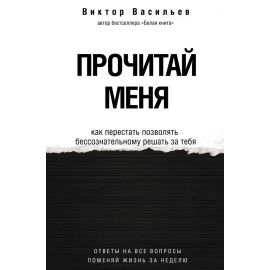 Виктор Васильев
автор бестселлера «Белая книга»
ПРОЧИТАЙ
МЕНЯ
как перестать позволять
бессознательному решать за тебя
ОТВЕТЫ НА ВСЕ ВОПРОСЫ
ПОМЕНЯЙ ЖИЗНЬ ЗА НЕДЕЛЮ